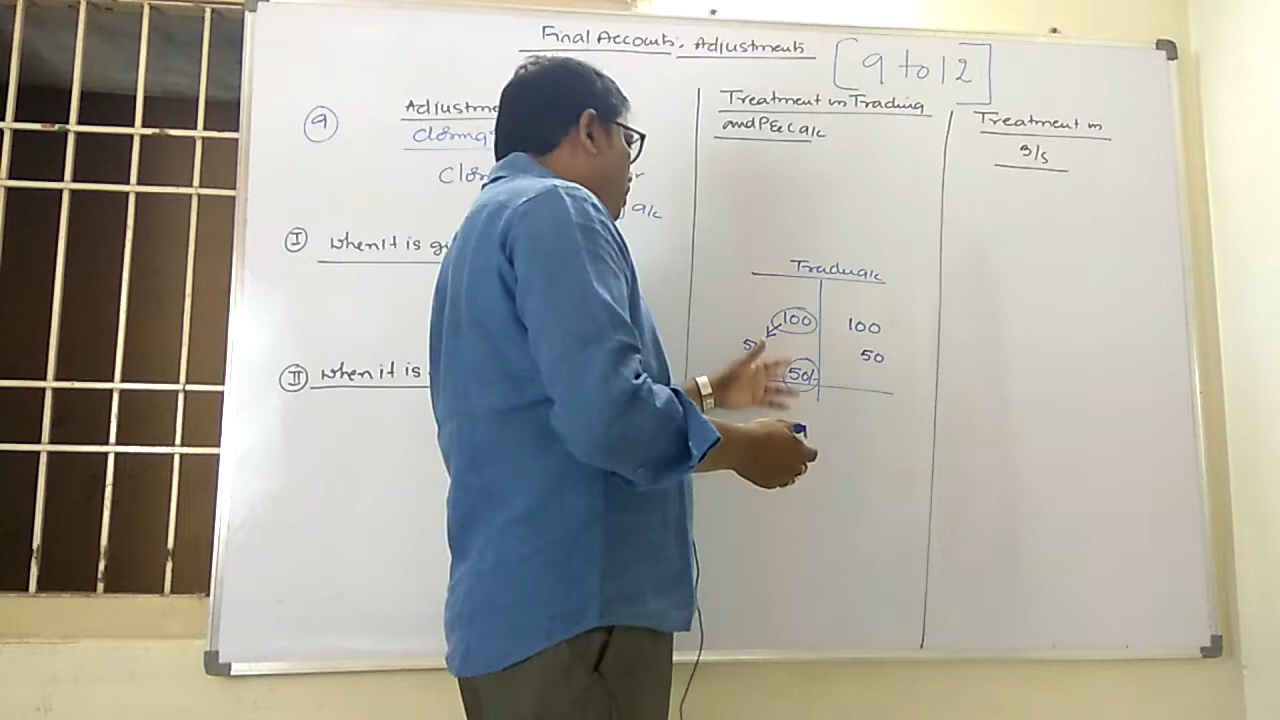 Final Accounts. Adjustments
[9 to 12]
9
Adjustme
Closing
Clos
r
g a/c
Treatment in Trading
and P&L a/c
Treatment in
B/S
I When it is gi
II When it is
Trading a/c
100 100
5 50
50/-